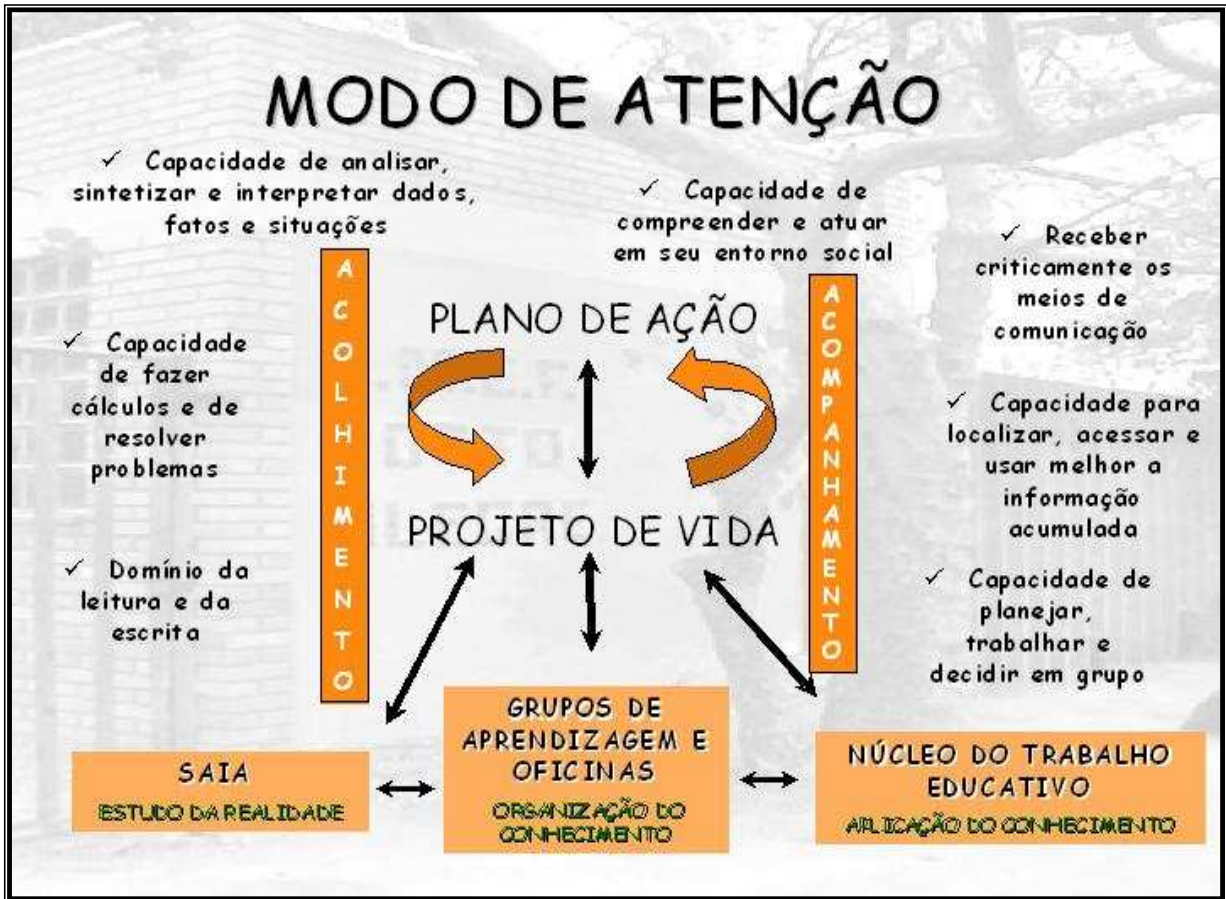 MODO DE ATENÇÃO
✓ Capacidade de analisar,
sintetizar e interpretar dados,
fatos e situações
✓ Capacidade de
compreender e atuar
em seu entorno social
✓ Receber
criticamente os
meios de
comunicação
✓ Capacidade
de fazer
cálculos e de
resolver
problemas
✓ Domínio da
leitura e da
escrita
ACOLHIMENTO
PLANO DE AÇÃO
PROJETO DE VIDA
ACOMPANHAMENTO
✓ Capacidade para
localizar, acessar e
usar melhor a
informação
acumulada
✓ Capacidade de
planejar,
trabalhar e
decidir em grupo
SAIA
ESTUDO DA REALIDADE
GRUPOS DE
APRENDIZAGEM E
OFICINAS
ORGANIZAÇÃO DO
CONHECIMENTO
NÚCLEO DO TRABALHO
EDUCATIVO
APLICAÇÃO DO CONHECIMENTO